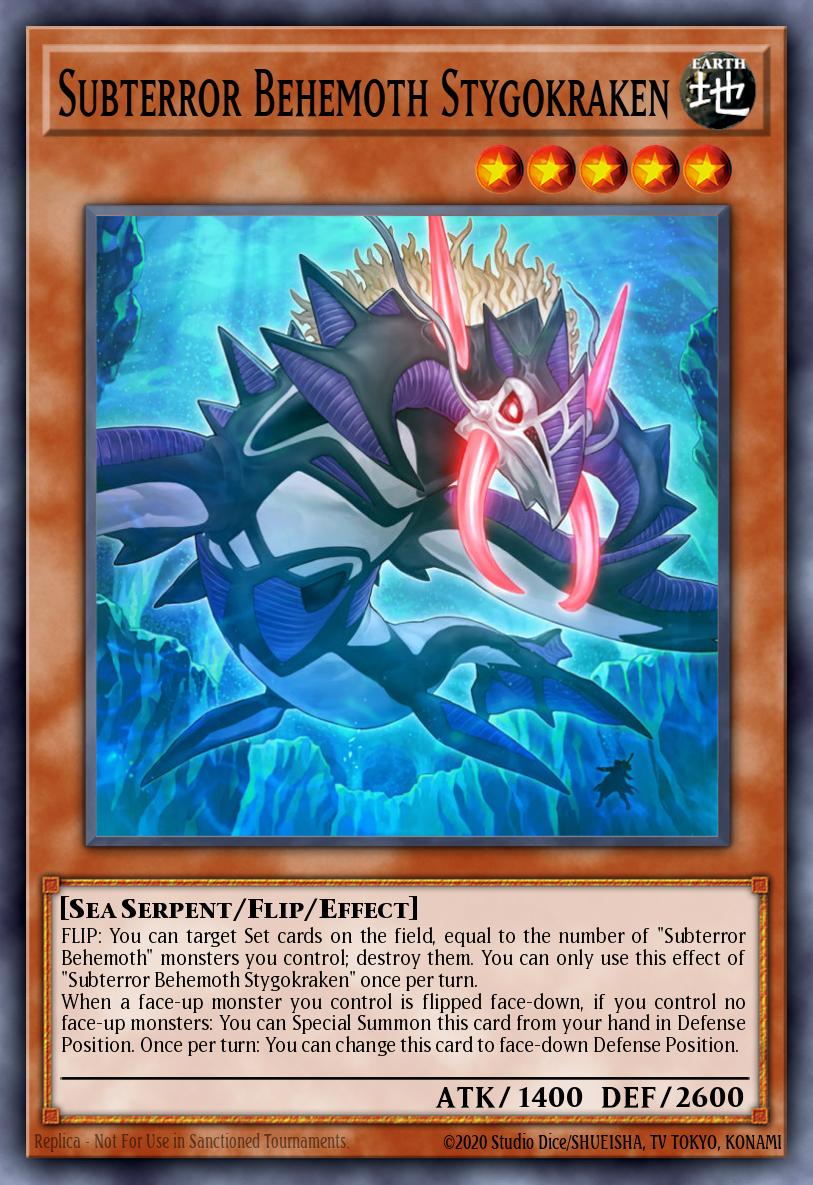 Subterror Behemoth Stygokraken
EARTH
地
[Sea Serpent/Flip/Effect]
FLIP: You can target Set cards on the field, equal to the number of "Subterror
Behemoth" monsters you control; destroy them. You can only use this effect of
"Subterror Behemoth Stygokraken" once per turn.
When a face-up monster you control is flipped face-down, if you control no
face-up monsters: You can Special Summon this card from your hand in Defense
Position. Once per turn: You can change this card to face-down Defense Position.
ATK/1400 DEF/2600
Replica - Not For Use in Sanctioned Tournaments.
©2020 Studio Dice/SHUEISHA, TV TOKYO, KONAMI